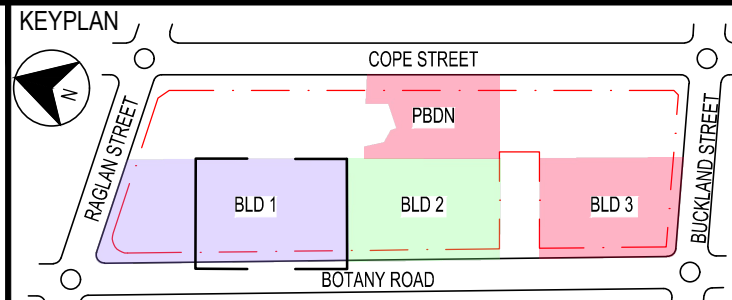 KEYPLAN
COPE STREET
N
RAGLAN STREET
PBDN
BUCKLAND STREET
BLD 1
BLD 2
BLD 3
BOTANY ROAD